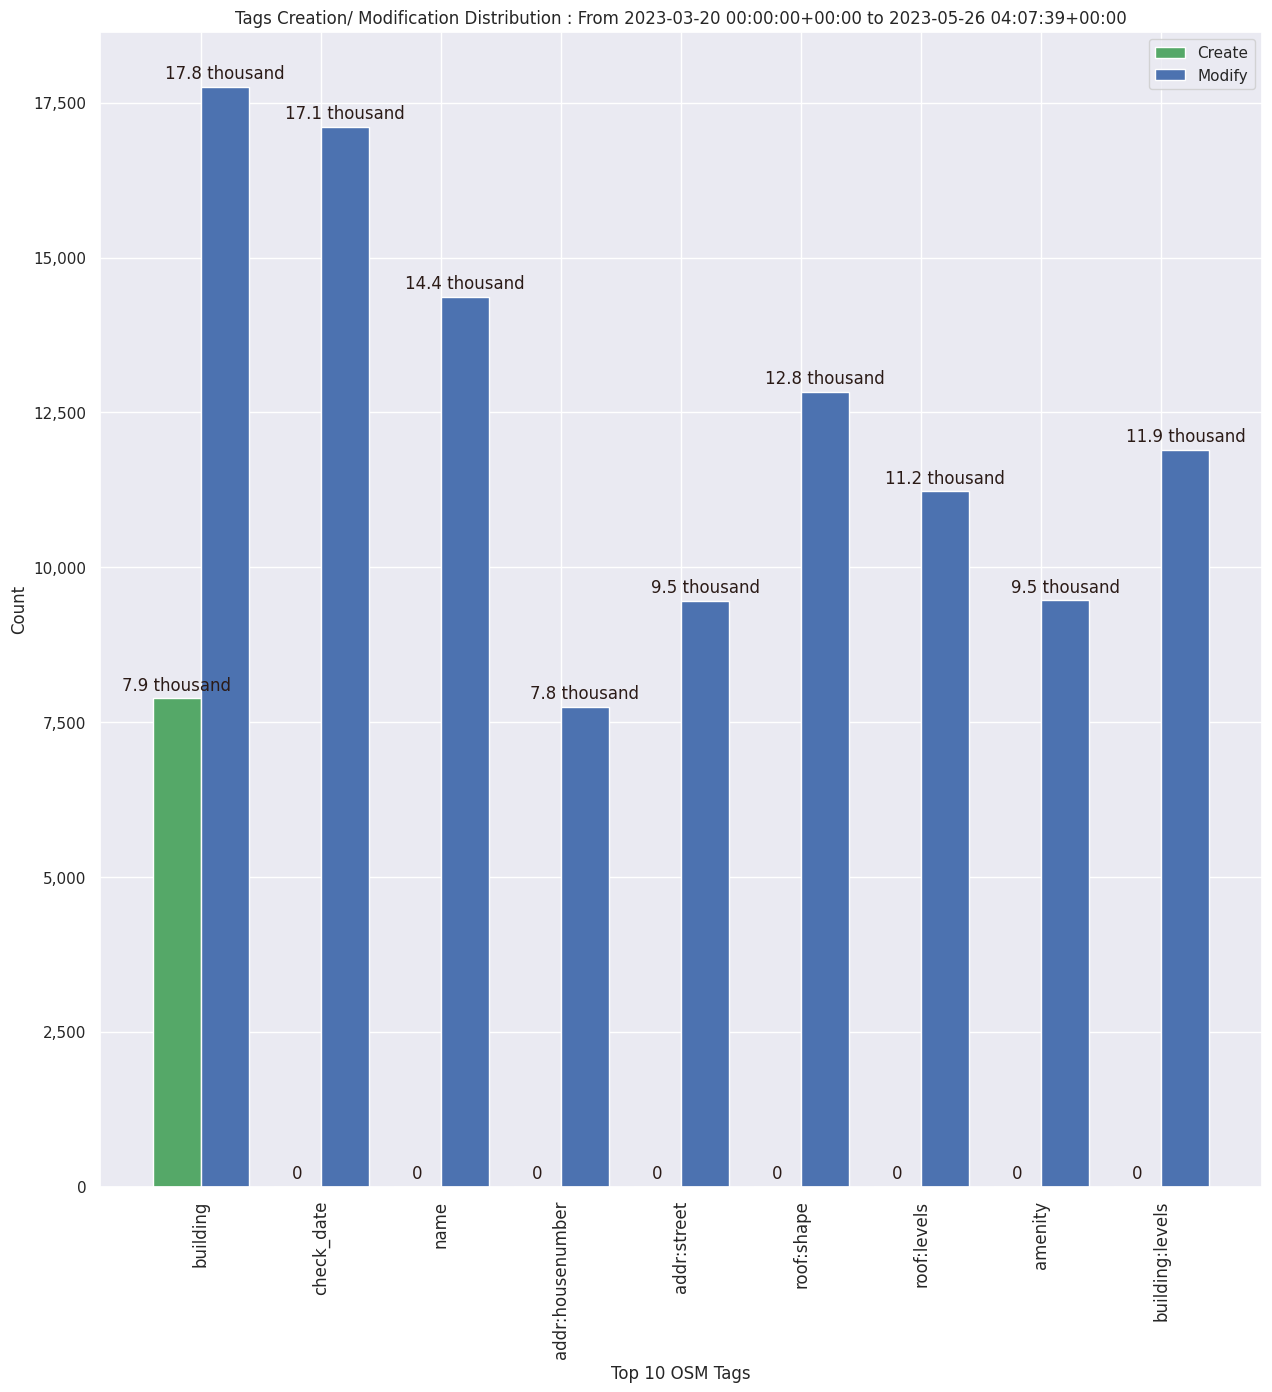 Tags Creation/ Modification Distribution : From 2023-03-20 00:00:00+00:00 to 2023-05-26 04:07:39+00:00
Create
Modify
17,500
15,000
12,500
10,000
7,500
5,000
2,500
0
Count
7.9 thousand
17.8 thousand
0
17.1 thousand
0
14.4 thousand
0
7.8 thousand
0
9.5 thousand
0
12.8 thousand
0
11.2 thousand
0
9.5 thousand
0
11.9 thousand
building
check_date
name
addr:housenumber
addr:street
roof:shape
roof:levels
amenity
building:levels
Top 10 OSM Tags